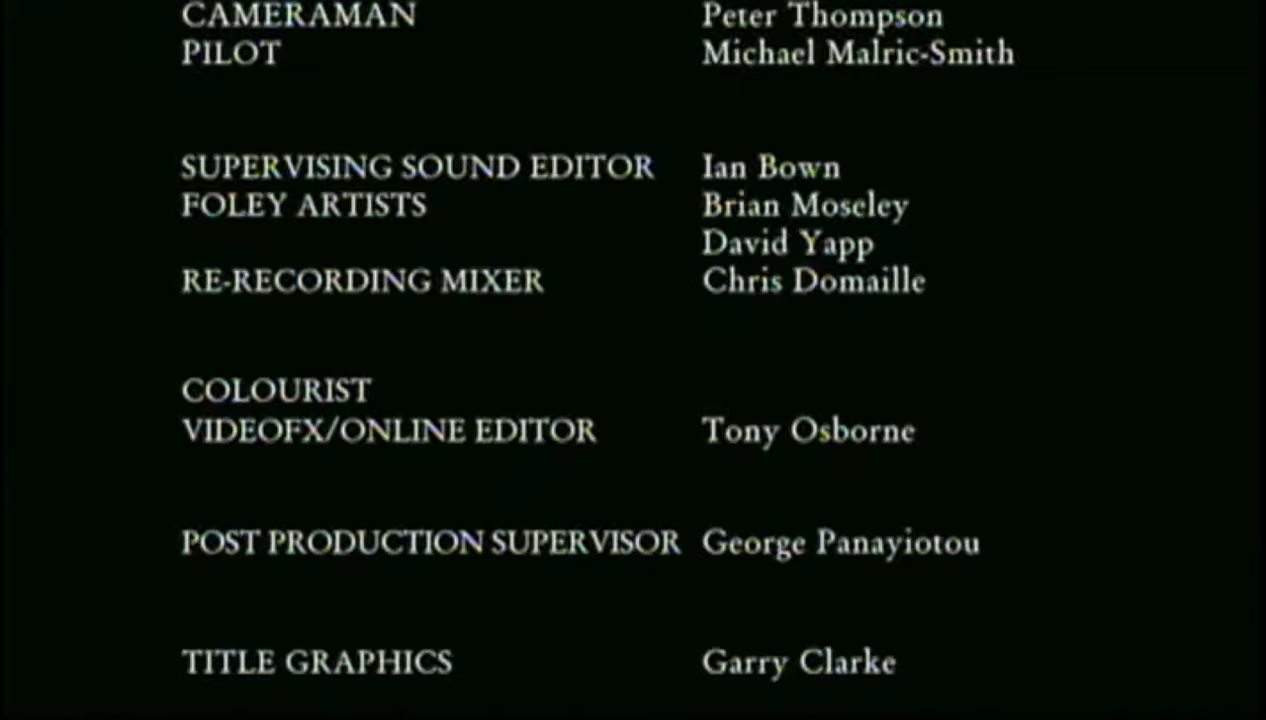 CAMERAMAN Peter Thompson
PILOT Michael Malric-Smith
SUPERVISING SOUND EDITOR Ian Bown
FOLEY ARTISTS Brian Moseley
David Yapp
RE-RECORDING MIXER Chris Domaille
COLOURIST
VIDEOFX/ONLINE EDITOR Tony Osborne
POST PRODUCTION SUPERVISOR George Panayiotou
TITLE GRAPHICS Garry Clarke